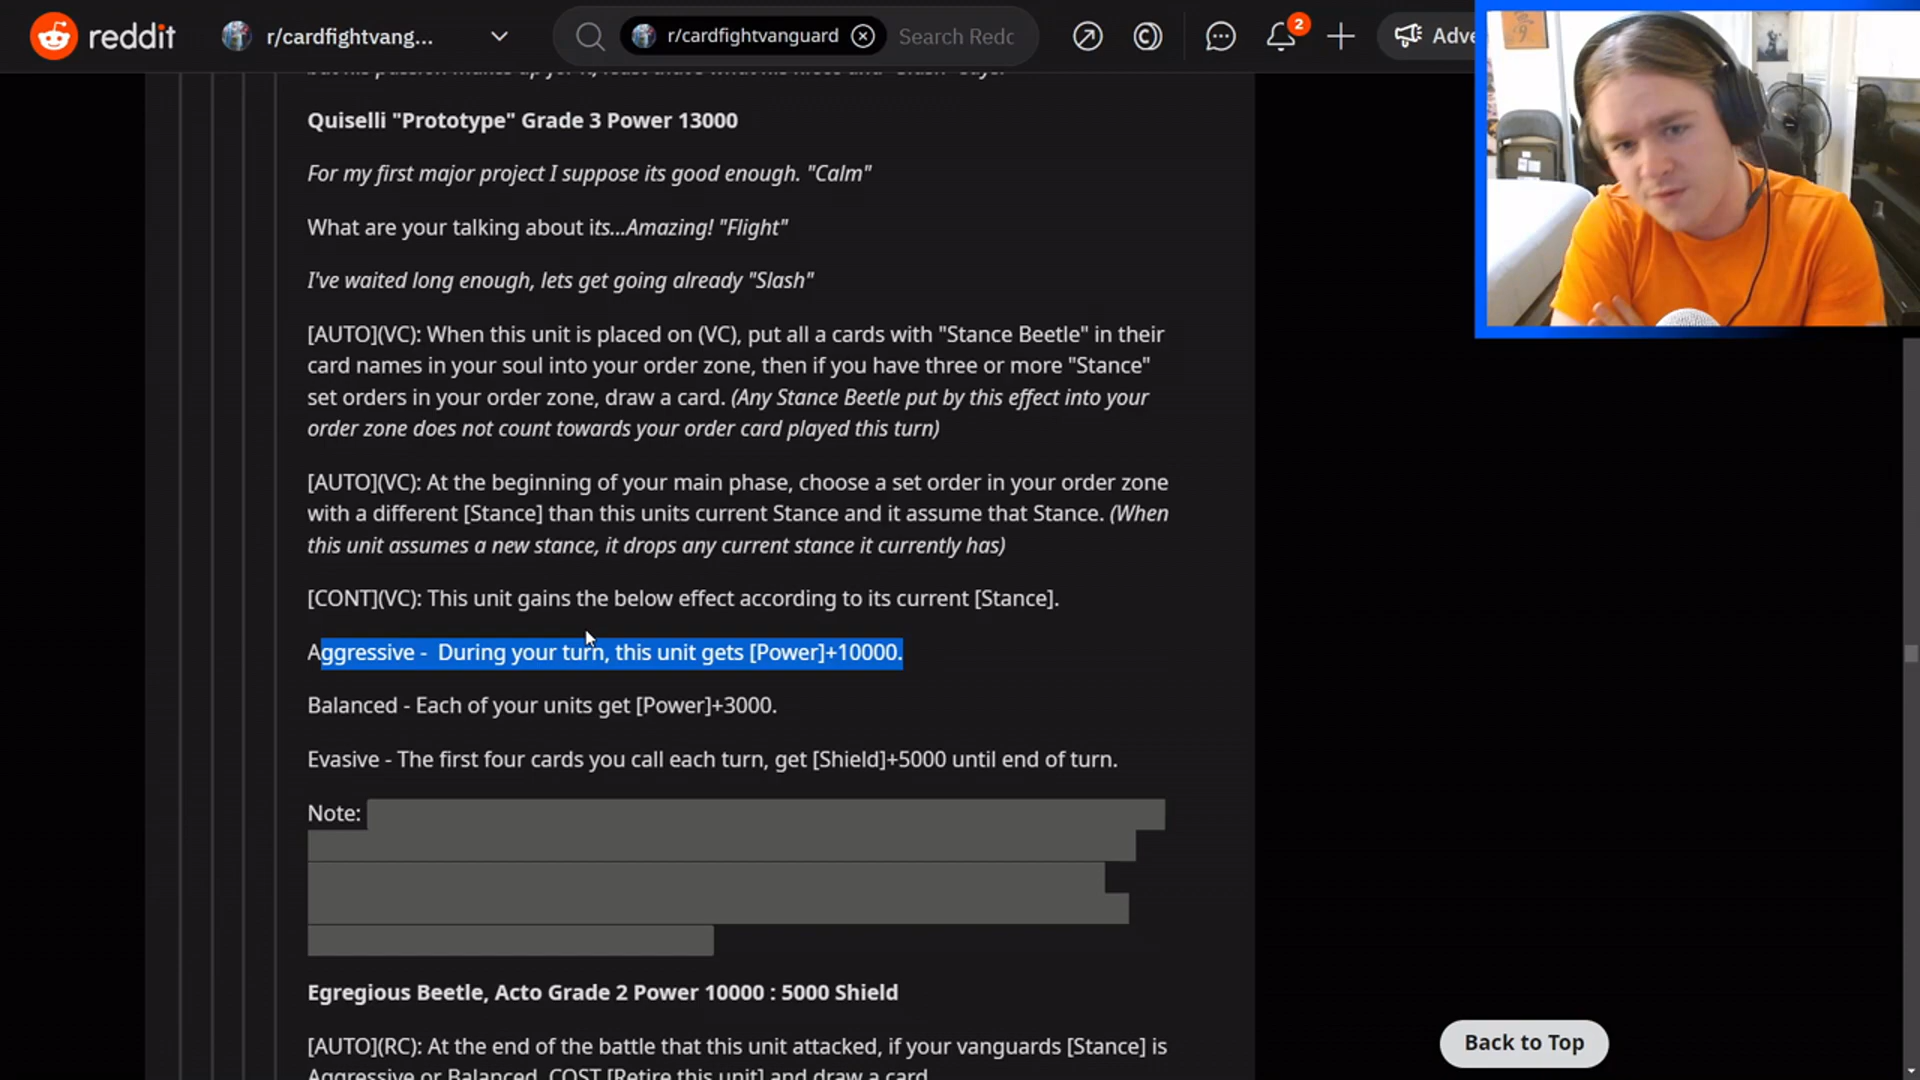 reddit
r/cardfightvang...
r/cardfightvanguard
Search Redc
2
Adve
Quiselli "Prototype" Grade 3 Power 13000
For my first major project I suppose its good enough. "Calm"
What are your talking about its...Amazing! "Flight"
I've waited long enough, lets get going already "Slash"
[AUTO](VC): When this unit is placed on (VC), put all a cards with "Stance Beetle" in their
card names in your soul into your order zone, then if you have three or more "Stance"
set orders in your order zone, draw a card. (Any Stance Beetle put by this effect into your
order zone does not count towards your order card played this turn)
[AUTO](VC): At the beginning of your main phase, choose a set order in your order zone
with a different [Stance] than this units current Stance and it assume that Stance. (When
this unit assumes a new stance, it drops any current stance it currently has)
[CONT](VC): This unit gains the below effect according to its current [Stance].
Aggressive - During your turn, this unit gets [Power]+10000.
Balanced - Each of your units get [Power]+3000.
Evasive - The first four cards you call each turn, get [Shield]+5000 until end of turn.
Note:
Egregious Beetle, Acto Grade 2 Power 10000 : 5000 Shield
[AUTO](RC): At the end of the battle that this unit attacked, if your vanguards [Stance] is
Aggressive or Balanced, COST [Retire this unit] and draw a card
Back to Top